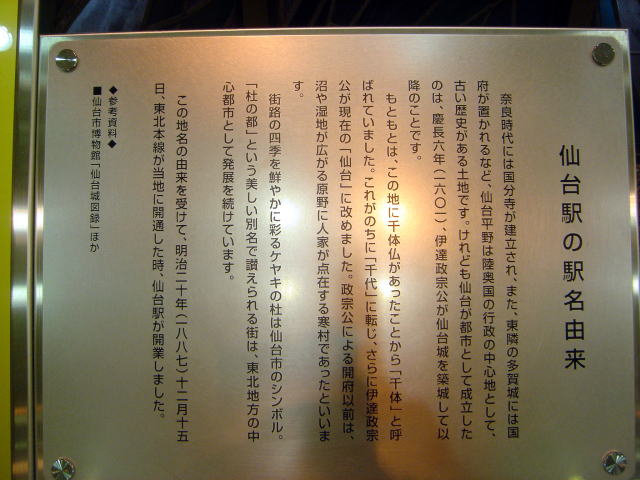 仙台駅の駅名由来
奈良時代には国分寺が建立され、また、東隣の多賀城には国
府が置かれるなど、仙台平野は陸奥国の行政の中心地として、
古い歴史がある土地です。けれども仙台が都市として成立した
のは、慶長六年(一六〇一)、伊達政宗公が仙台城を築城して以
降のことです。
もともとは、この地に千体仏があったことから「千体」と呼
ばれていました。これがのちに「千代」に転じ、さらに伊達政宗
公が現在の「仙台」に改めました。政宗公による開府以前は、
沼や湿地が広がる原野に人家が点在する寒村であったといいま
す。
街路の四季を鮮やかに彩るケヤキの杜は仙台市のシンボル。
「杜の都」という美しい別名で讃えられる街は、東北地方の中
心都市として発展を続けています。
この地名の由来を受けて、明治二十年(一八八七)十二月十五
日、東北本線が当地に開通した時、仙台駅が開業しました。
◆参考資料◆
■仙台市博物館「仙台城図録」ほか